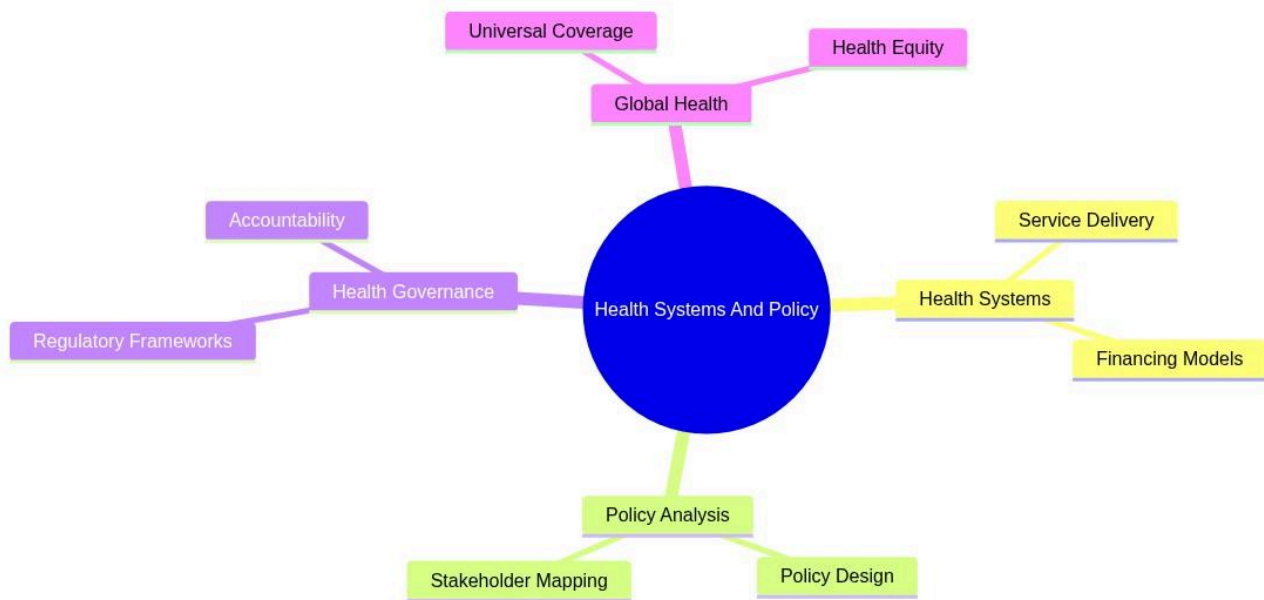 Universal Coverage
Health Equity
Global Health
Accountability
Service Delivery
Health Governance
Health Systems
Health Systems And Policy
Regulatory Frameworks
Financing Models
Policy Analysis
Stakeholder Mapping
Policy Design